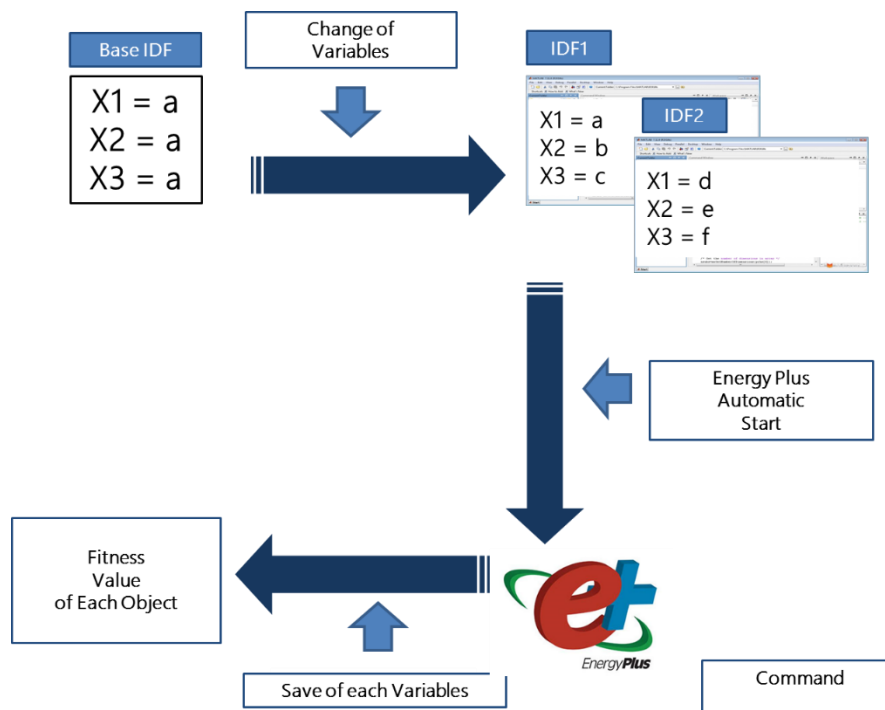 Base IDF
X1 = a
X2 = a
X3 = a
Change of
Variables
IDF1
X1 = a
X2 = b
X3 = c
IDF2
X1 = d
X2 = e
X3 = f
Energy Plus
Automatic
Start
Fitness
Value
of Each Object
Save of each Variables
EnergyPlus
Command